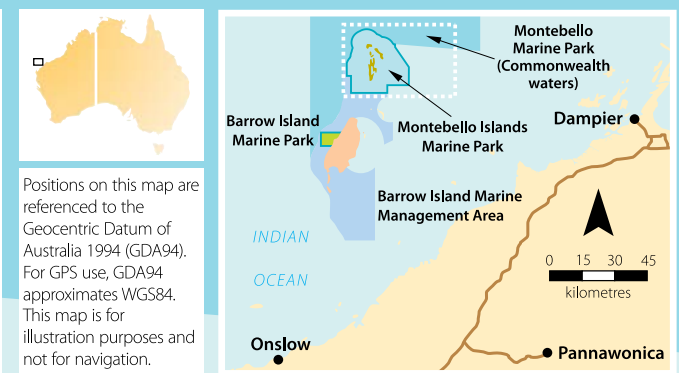 Positions on this map are
referenced to the
Geocentric Datum of
Australia 1994 (GDA94).
For GPS use, GDA94
approximates WGS84.
This map is for
illustration purposes and
not for navigation.
Montebello
Marine Park
(Commonwealth
waters)
Barrow Island
Marine Park
Montebello Islands
Marine Park
Dampier
Barrow Island Marine
Management Area
INDIAN
OCEAN
0 15 30 45
kilometres
Onslow
Pannawonica